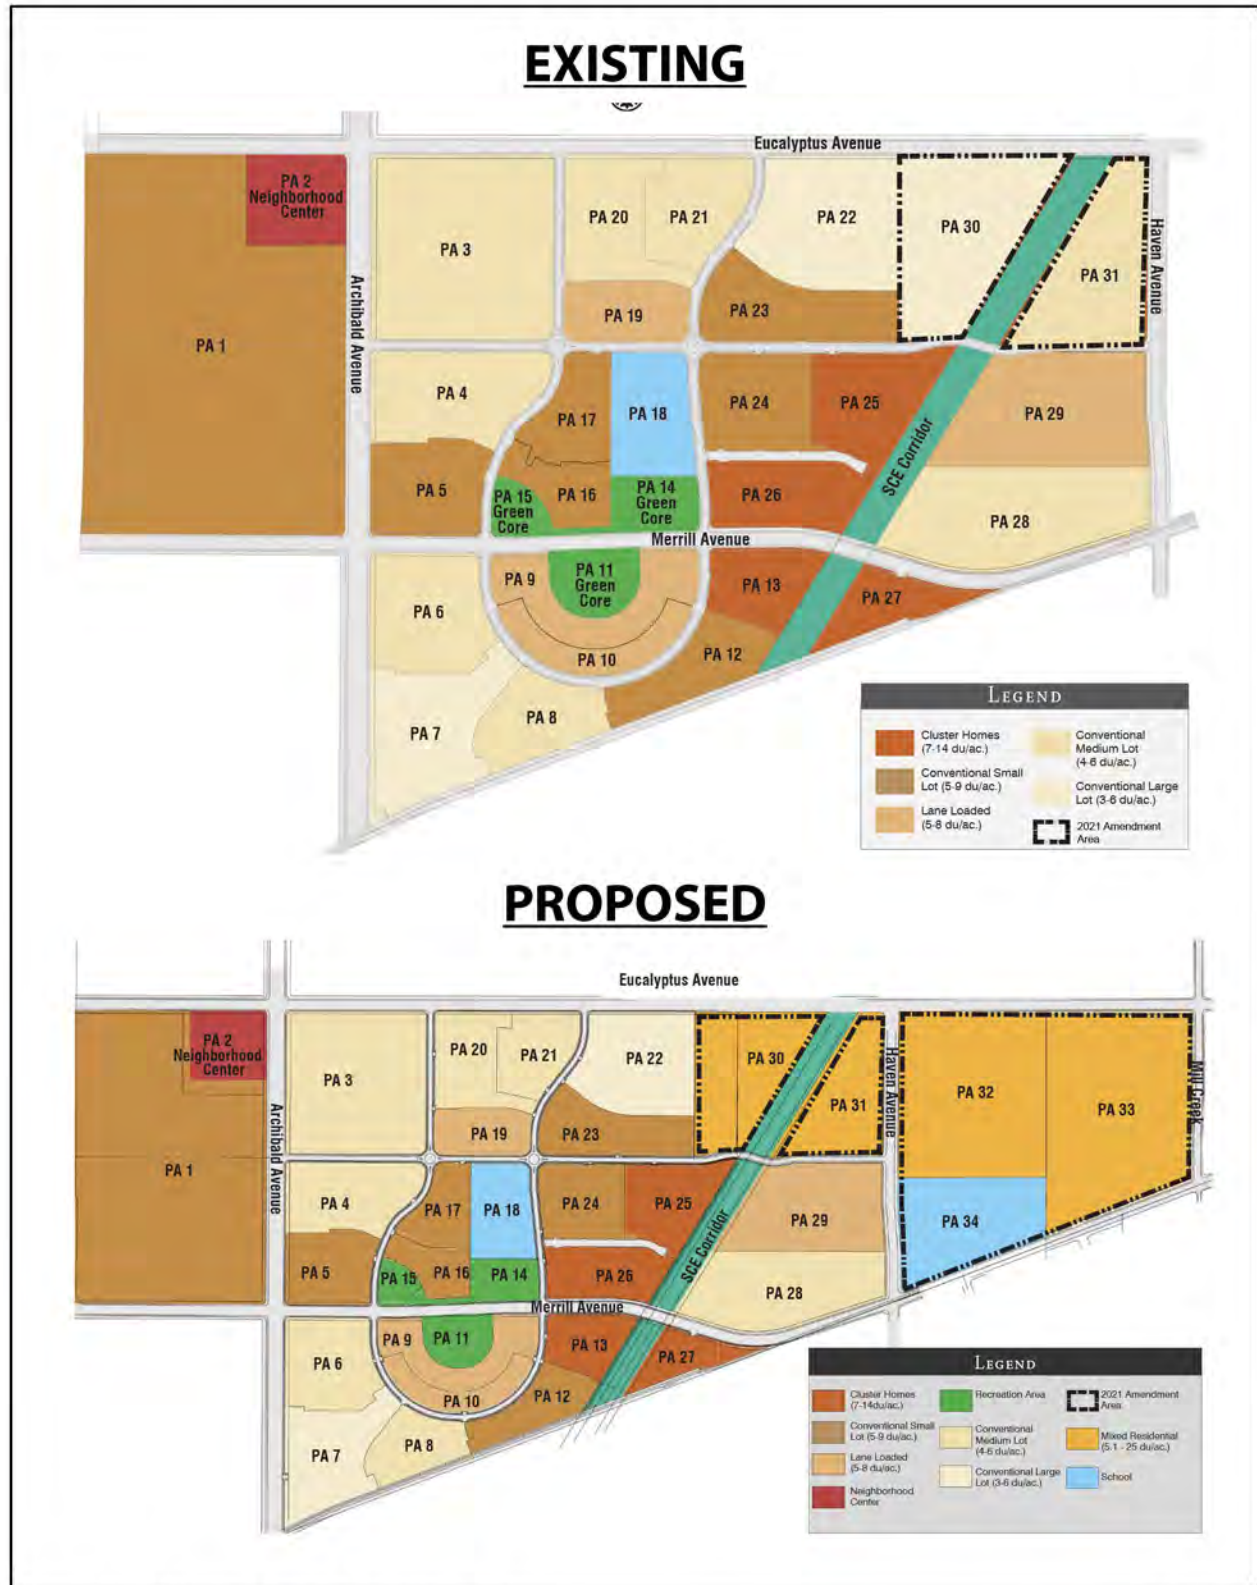 EXISTING
Eucalyptus Avenue
PA 2
Neighborhood
Center
PA 20
PA 21
PA 22
PA 30
Haven Avenue
PA 3
PA 31
Archibald Avenue
PA 19
PA 23
PA 1
PA 4
PA 17
PA 18
PA 24
PA 25
PA 29
SCE Corridor
PA 5
PA 15
Green
Core
PA 16
PA 14
Green
Core
PA 26
PA 28
Merrill Avenue
PA 9
PA 11
Green
Core
PA 13
PA 27
PA 6
PA 10
PA 12
PA 7
PA 8
LEGEND
Cluster Homes
(7-14 du/ac.)
Conventional Small
Lot (5-9 du/ac.)
Lane Loaded
(5-8 du/ac.)
Conventional
Medium Lot
(4-6 du/ac.)
Conventional Large
Lot (3-6 du/ac.)
2021 Amendment
Area
PROPOSED
Eucalyptus Avenue
PA 2
Neighborhood
Center
PA 20
PA 21
PA 22
PA 30
Haven Avenue
PA 32
PA 33
Mill Creek
PA 3
PA 31
Archibald Avenue
PA 19
PA 23
PA 1
PA 4
PA 17
PA 18
PA 24
PA 25
PA 29
PA 34
SCE Corridor
PA 5
PA 15
PA 16
PA 14
PA 26
PA 28
Merrill Avenue
PA 9
PA 11
PA 13
PA 27
PA 6
PA 10
PA 12
PA 7
PA 8
LEGEND
Cluster Homes
(7-14du/ac.)
Conventional Small
Lot (5-9 du/ac.)
Lane Loaded
(5-8 du/ac.)
Neighborhood
Center
Recreation Area
Conventional
Medium Lot
(4-6 du/ac.)
Conventional Large
Lot (3-6 du/ac.)
2021 Amendment
Area
Mixed Residential
(5.1 - 25 du/ac.)
School